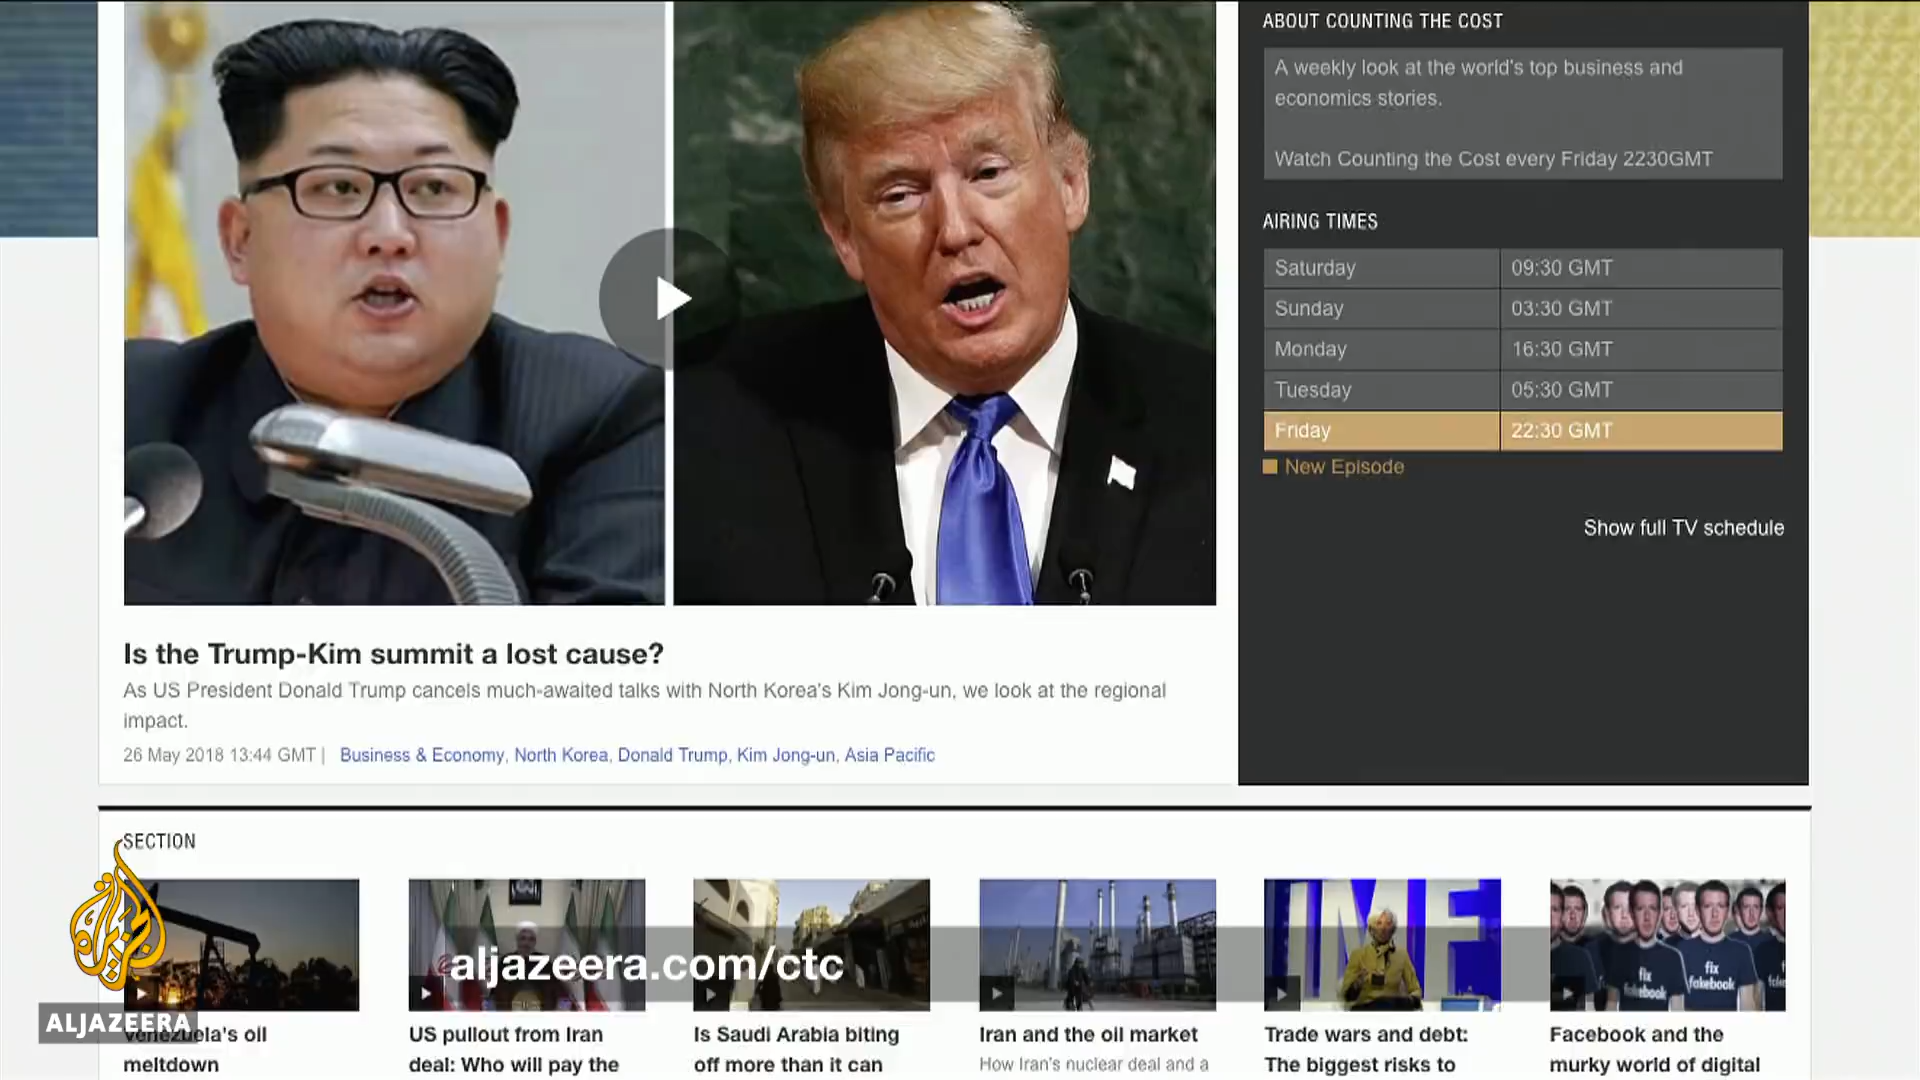 ABOUT COUNTING THE COST
A weekly look at the world's top business and
economics stories.
Watch Counting the Cost every Friday 2230GMT
AIRING TIMES
Saturday 09:30 GMT
Sunday 03:30 GMT
Monday 16:30 GMT
Tuesday 05:30 GMT
Friday 22:30 GMT
New Episode
Show full TV schedule
Is the Trump-Kim summit a lost cause?
As US President Donald Trump cancels much-awaited talks with North Korea's Kim Jong-un, we look at the regional
impact.
26 May 2018 13:44 GMT | Business & Economy, North Korea, Donald Trump, Kim Jong-un, Asia Pacific
SECTION
IMF
fix
fakebook
fix
fakebook
aljazeera.com/ctc
ALJAZEERA
Venezuela's oil
meltdown
US pullout from Iran
deal: Who will pay the
Is Saudi Arabia biting
off more than it can
Iran and the oil market
How Iran's nuclear deal and a
Trade wars and debt:
The biggest risks to
Facebook and the
murky world of digital